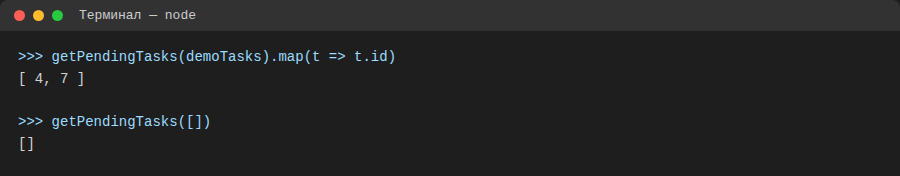 Терминал — node
>>> getPendingTasks(demoTasks).map(t => t.id)
[ 4, 7 ]
>>> getPendingTasks([])
[]